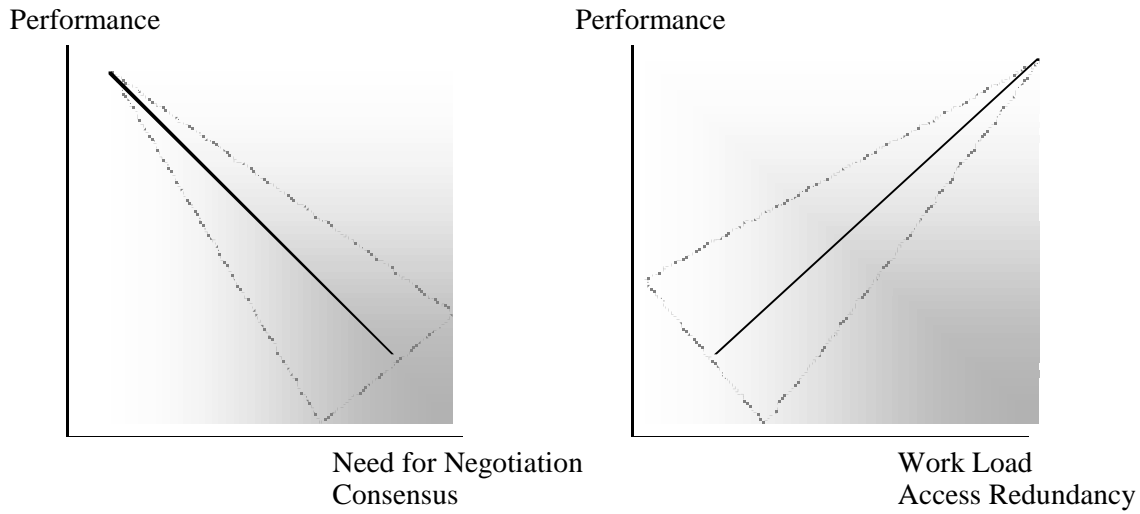 Performance
Performance
Need for Negotiation
Consensus
Work Load
Access Redundancy